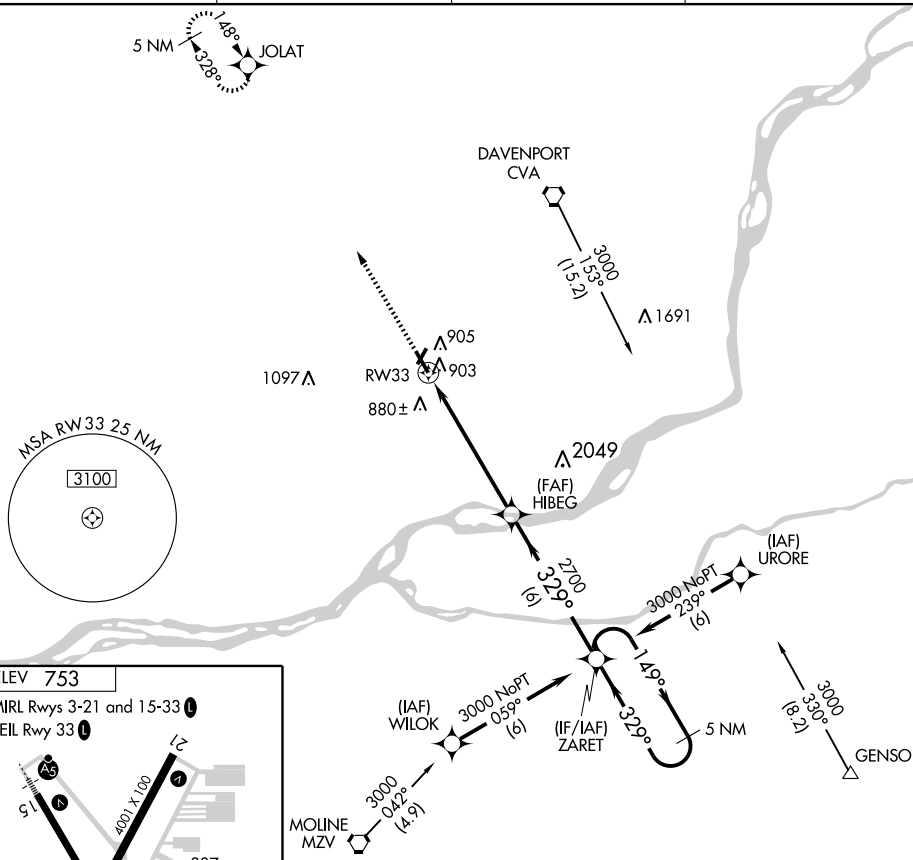 148°
5 NM
JOLAT
328°
DAVENPORT
CVA
3000
153°
(15.2)
1691
905
903
RW33
1097
880±
MSA RW33 25 NM
3100
2049
(FAF)
HIBEG
2700
329°
(6)
(IAF)
URORE
3000 NoPT
239°
(6)
149°
329°
5 NM
(IF/IAF)
ZARET
(IAF)
WILOK
3000 NoPT
059°
(6)
3000
330°
(8.2)
GENSO
3000
042°
(4.9)
MOLINE
MZV
ELEV 753
MIRL Rwys 3-21 and 15-33 L
EIL Rwy 33 L
A5
V
15
21
V
4001 X 100